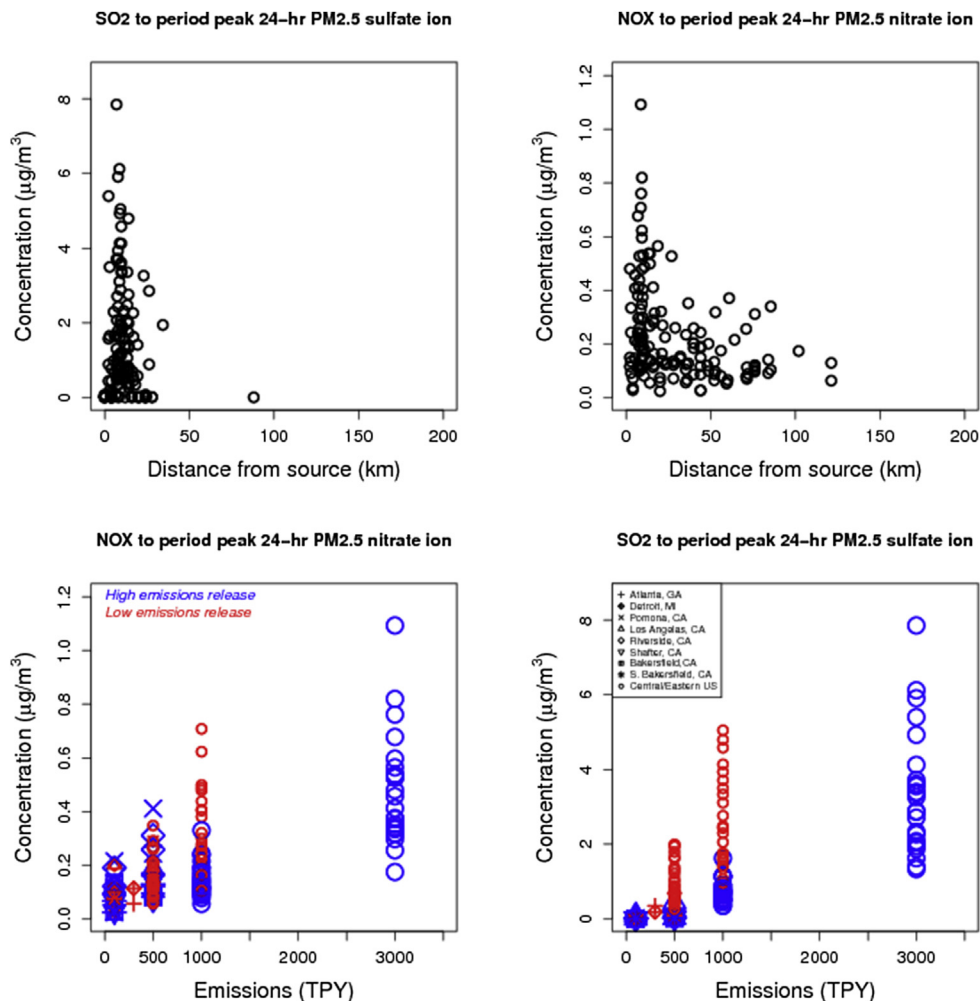 SO2 to period peak 24-hr PM2.5 sulfate ion
Concentration (μg/m³)
8
6
4
2
0
0 50 100 150 200
Distance from source (km)
NOX to period peak 24-hr PM2.5 nitrate ion
Concentration (μg/m³)
1.2
1.0
0.8
0.6
0.4
0.2
0.0
0 50 100 150 200
Distance from source (km)
NOX to period peak 24-hr PM2.5 nitrate ion
High emissions release
Low emissions release
Concentration (μg/m³)
1.2
1.0
0.8
0.6
0.4
0.2
0.0
0 500 1000 2000 3000
Emissions (TPY)
SO2 to period peak 24-hr PM2.5 sulfate ion
Atlanta, GA
Detroit, MI
Pomona, CA
Los Angelas, CA
Riverside, CA
Shafter, CA
Bakersfield,CA
S. Bakersfield, CA
Central/Eastern US
Concentration (μg/m³)
8
6
4
2
0
0 500 1000 2000 3000
Emissions (TPY)